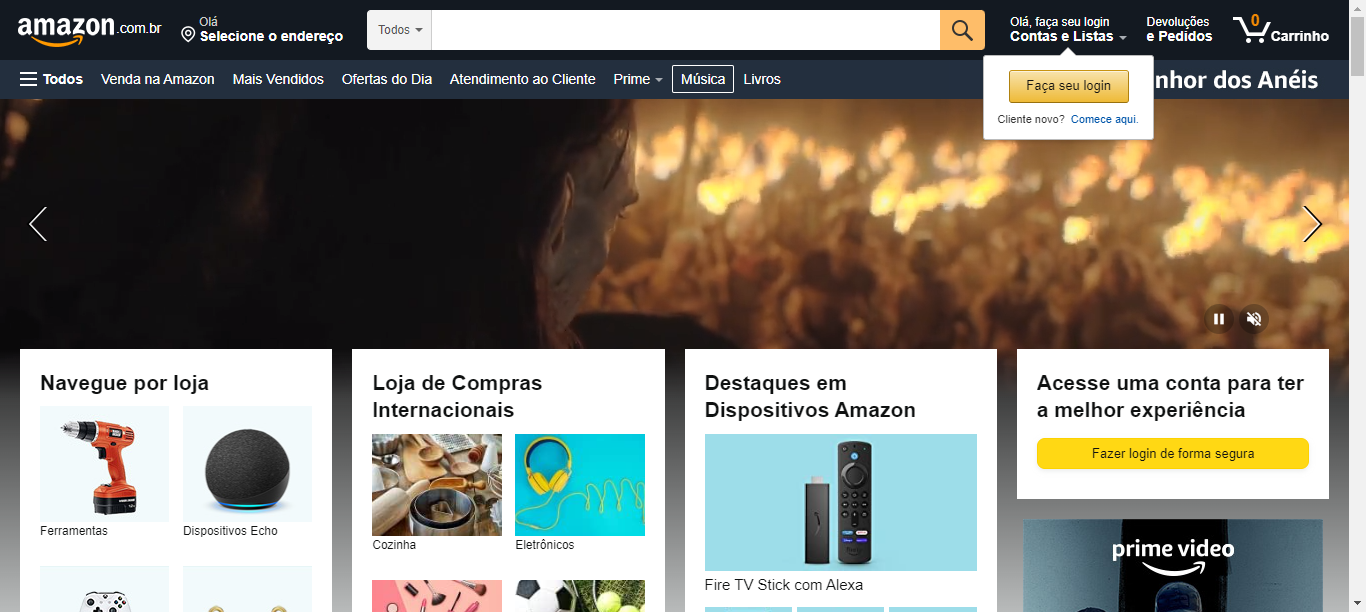 amazon.com.br
Olá
Selecione o endereço
Todos
Olá, faça seu login
Contas e Listas
Devoluções
e Pedidos
0
Carrinho
Todos
Venda na Amazon
Mais Vendidos
Ofertas do Dia
Atendimento ao Cliente
Prime
Música
Livros
nhor dos Anéis
Faça seu login
Cliente novo? Comece aqui.
Navegue por loja
Ferramentas
Dispositivos Echo
Loja de Compras
Internacionais
Cozinha
Eletrônicos
Destaques em
Dispositivos Amazon
Fire TV Stick com Alexa
Acesse uma conta para ter
a melhor experiência
Fazer login de forma segura
prime video